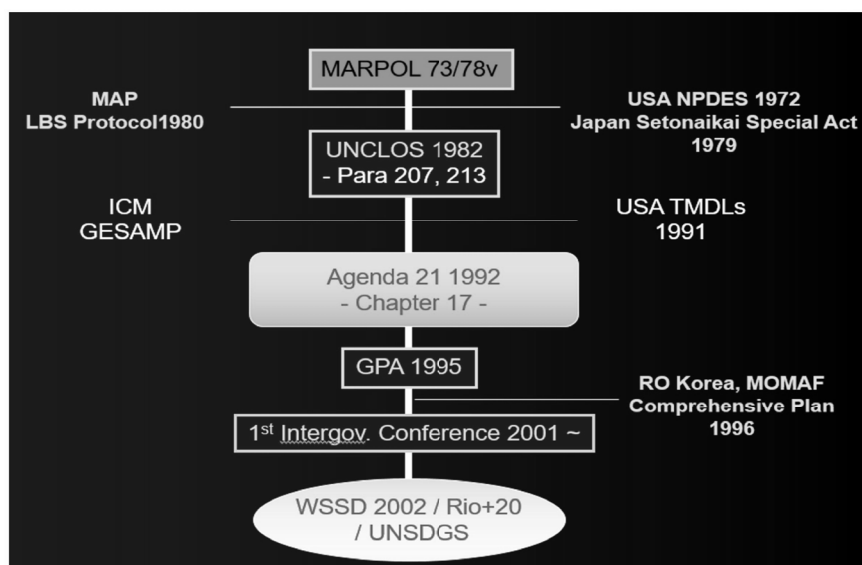 MARPOL 73/78v
MAP
LBS Protocol1980
USA NPDES 1972
Japan Setonaikai Special Act
1979
UNCLOS 1982
- Para 207, 213
ICM
GESAMP
USA TMDLs
1991
Agenda 21 1992
- Chapter 17 -
GPA 1995
RO Korea, MOMAF
Comprehensive Plan
1996
1st Intergov. Conference 2001 ~
WSSD 2002 / Rio+20
/ UNSDGS